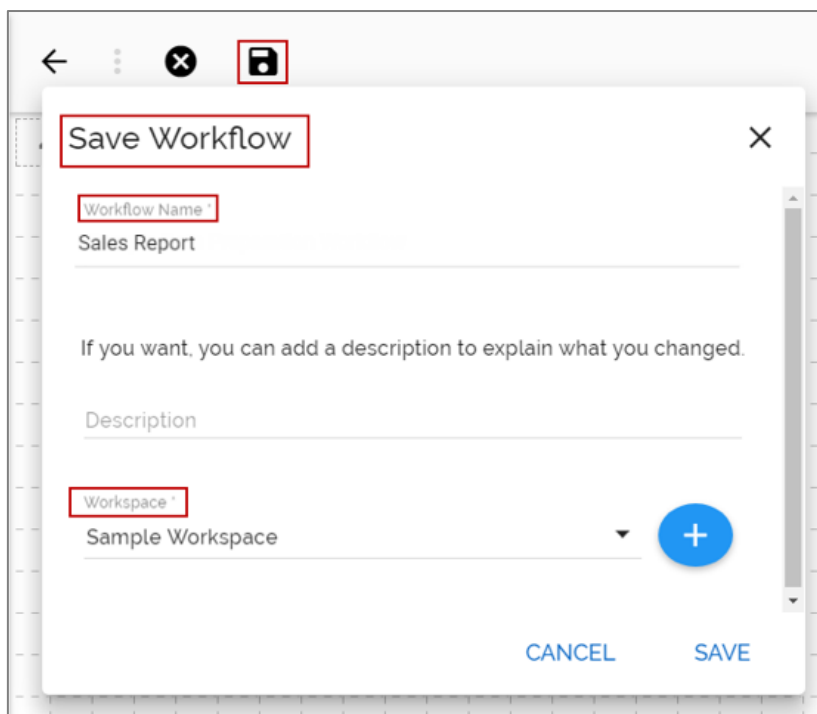 Save Workflow
Workflow Name *
Sales Report
If you want, you can add a description to explain what you changed.
Description
Workspace *
Sample Workspace
CANCEL SAVE